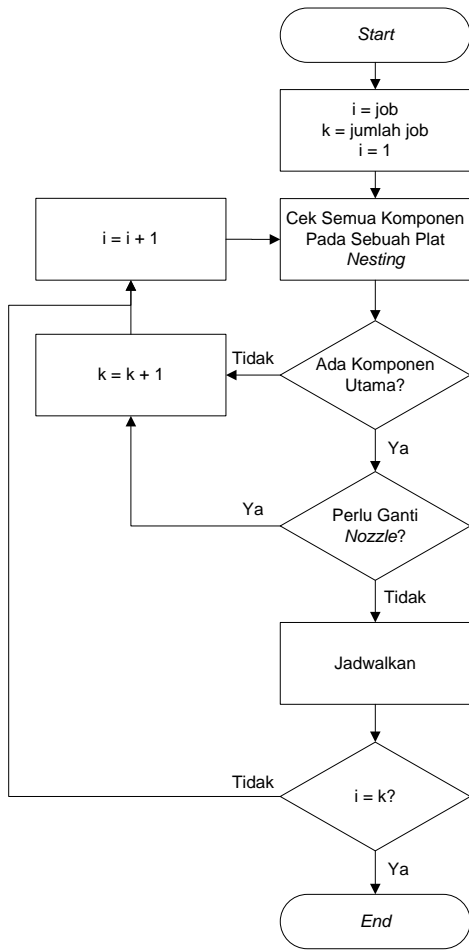 Start
i = job
k = jumlah job
i = 1
Cek Semua Komponen
Pada Sebuah Plat
Nesting
i = i + 1
Tidak
k = k + 1
Ada Komponen
Utama?
Ya
Ya
Perlu Ganti
Nozzle?
Tidak
Jadwalkan
Tidak
i = k?
Ya
End